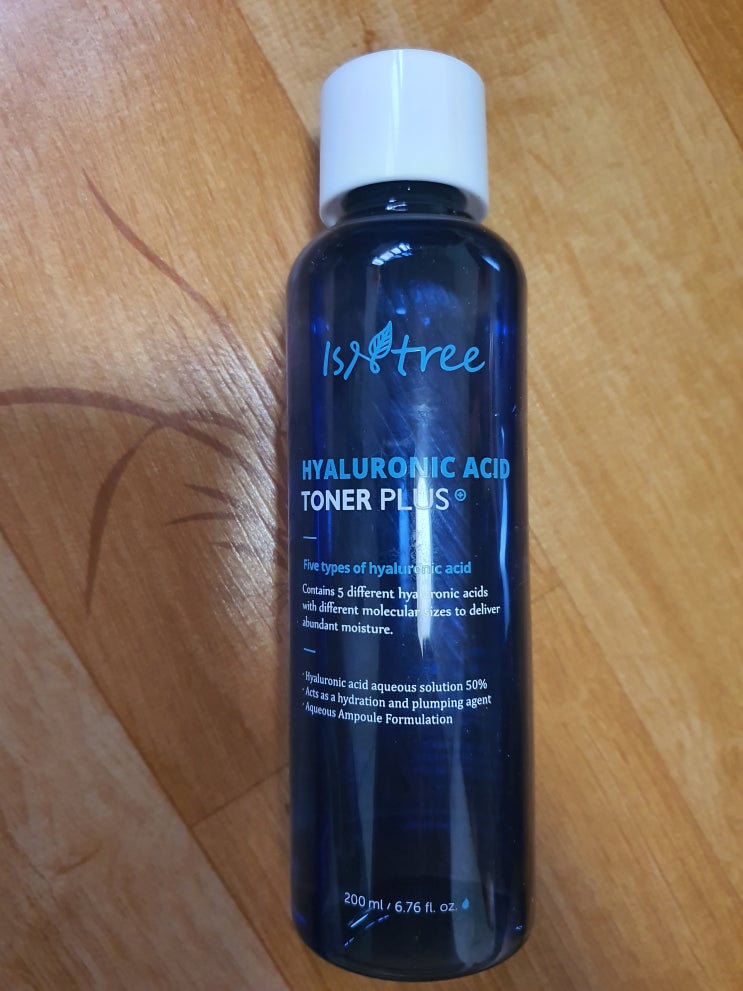 IsNtree
HYALURONIC ACID
TONER PLUS⊕
Five types of hyaluronic acid
Contains 5 different hyaluronic acids
with different molecular sizes to deliver
abundant moisture.
· Hyaluronic acid aqueous solution 50%
· Acts as a hydration and plumping agent
· Aqueous Ampoule Formulation
200 ml / 6.76 fl. oz.